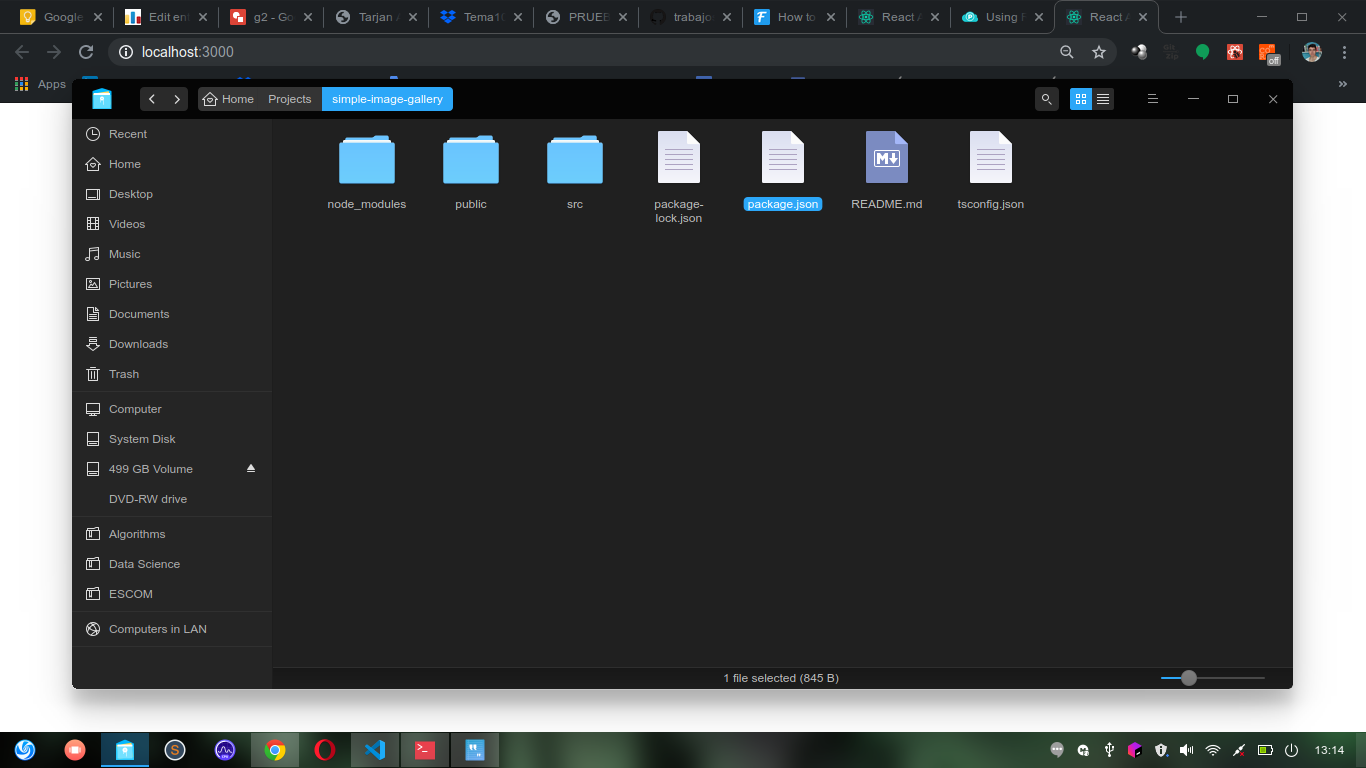 Google
Edit en
g2 - Go
Tarjan
Tema1
PRUEB
trabajo
How to
React A
Using
React A
localhost:3000
off
Apps
Home Projects simple-image-gallery
Recent
Home
Desktop
Videos
Music
Pictures
Documents
Downloads
Trash
Computer
System Disk
499 GB Volume
DVD-RW drive
Algorithms
Data Science
ESCOM
Computers in LAN
node_modules
public
src
package-
lock.json
package.json
README.md
tsconfig.json
1 file selected (845 B)
13:14